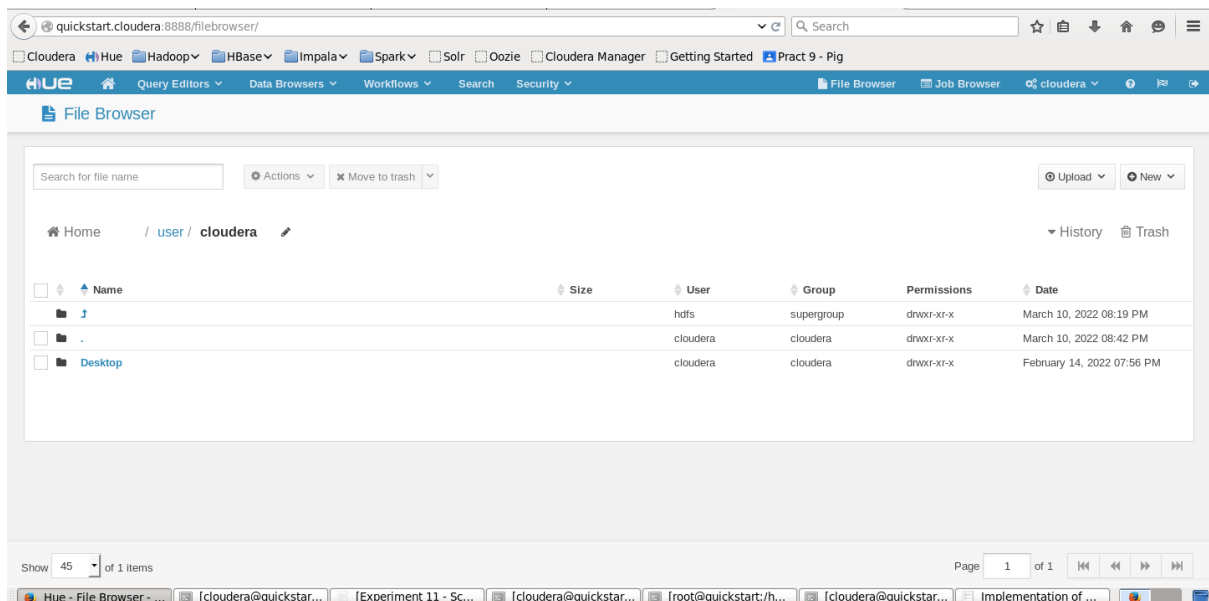 quickstart.cloudera:8888/filebrowser/ Search
Cloudera Hue Hadoop HBase Impala Spark Solr Oozie Cloudera Manager Getting Started Pract 9 - Pig
HUE Query Editors Data Browsers Workflows Search Security File Browser Job Browser cloudera
File Browser
Search for file name Actions Move to trash Upload New
Home / user / cloudera History Trash
Name Size User Group Permissions Date
hdfs supergroup drwxr-xr-x March 10, 2022 08:19 PM
. cloudera cloudera drwxr-xr-x March 10, 2022 08:42 PM
Desktop cloudera cloudera drwxr-xr-x February 14, 2022 07:56 PM
Show 45 of 1 items Page 1 of 1
Hue - File Browser - ... [cloudera@quickstar... [Experiment 11 - Sc... [cloudera@quickstar... [root@quickstart:/h... [cloudera@quickstar... Implementation of ...